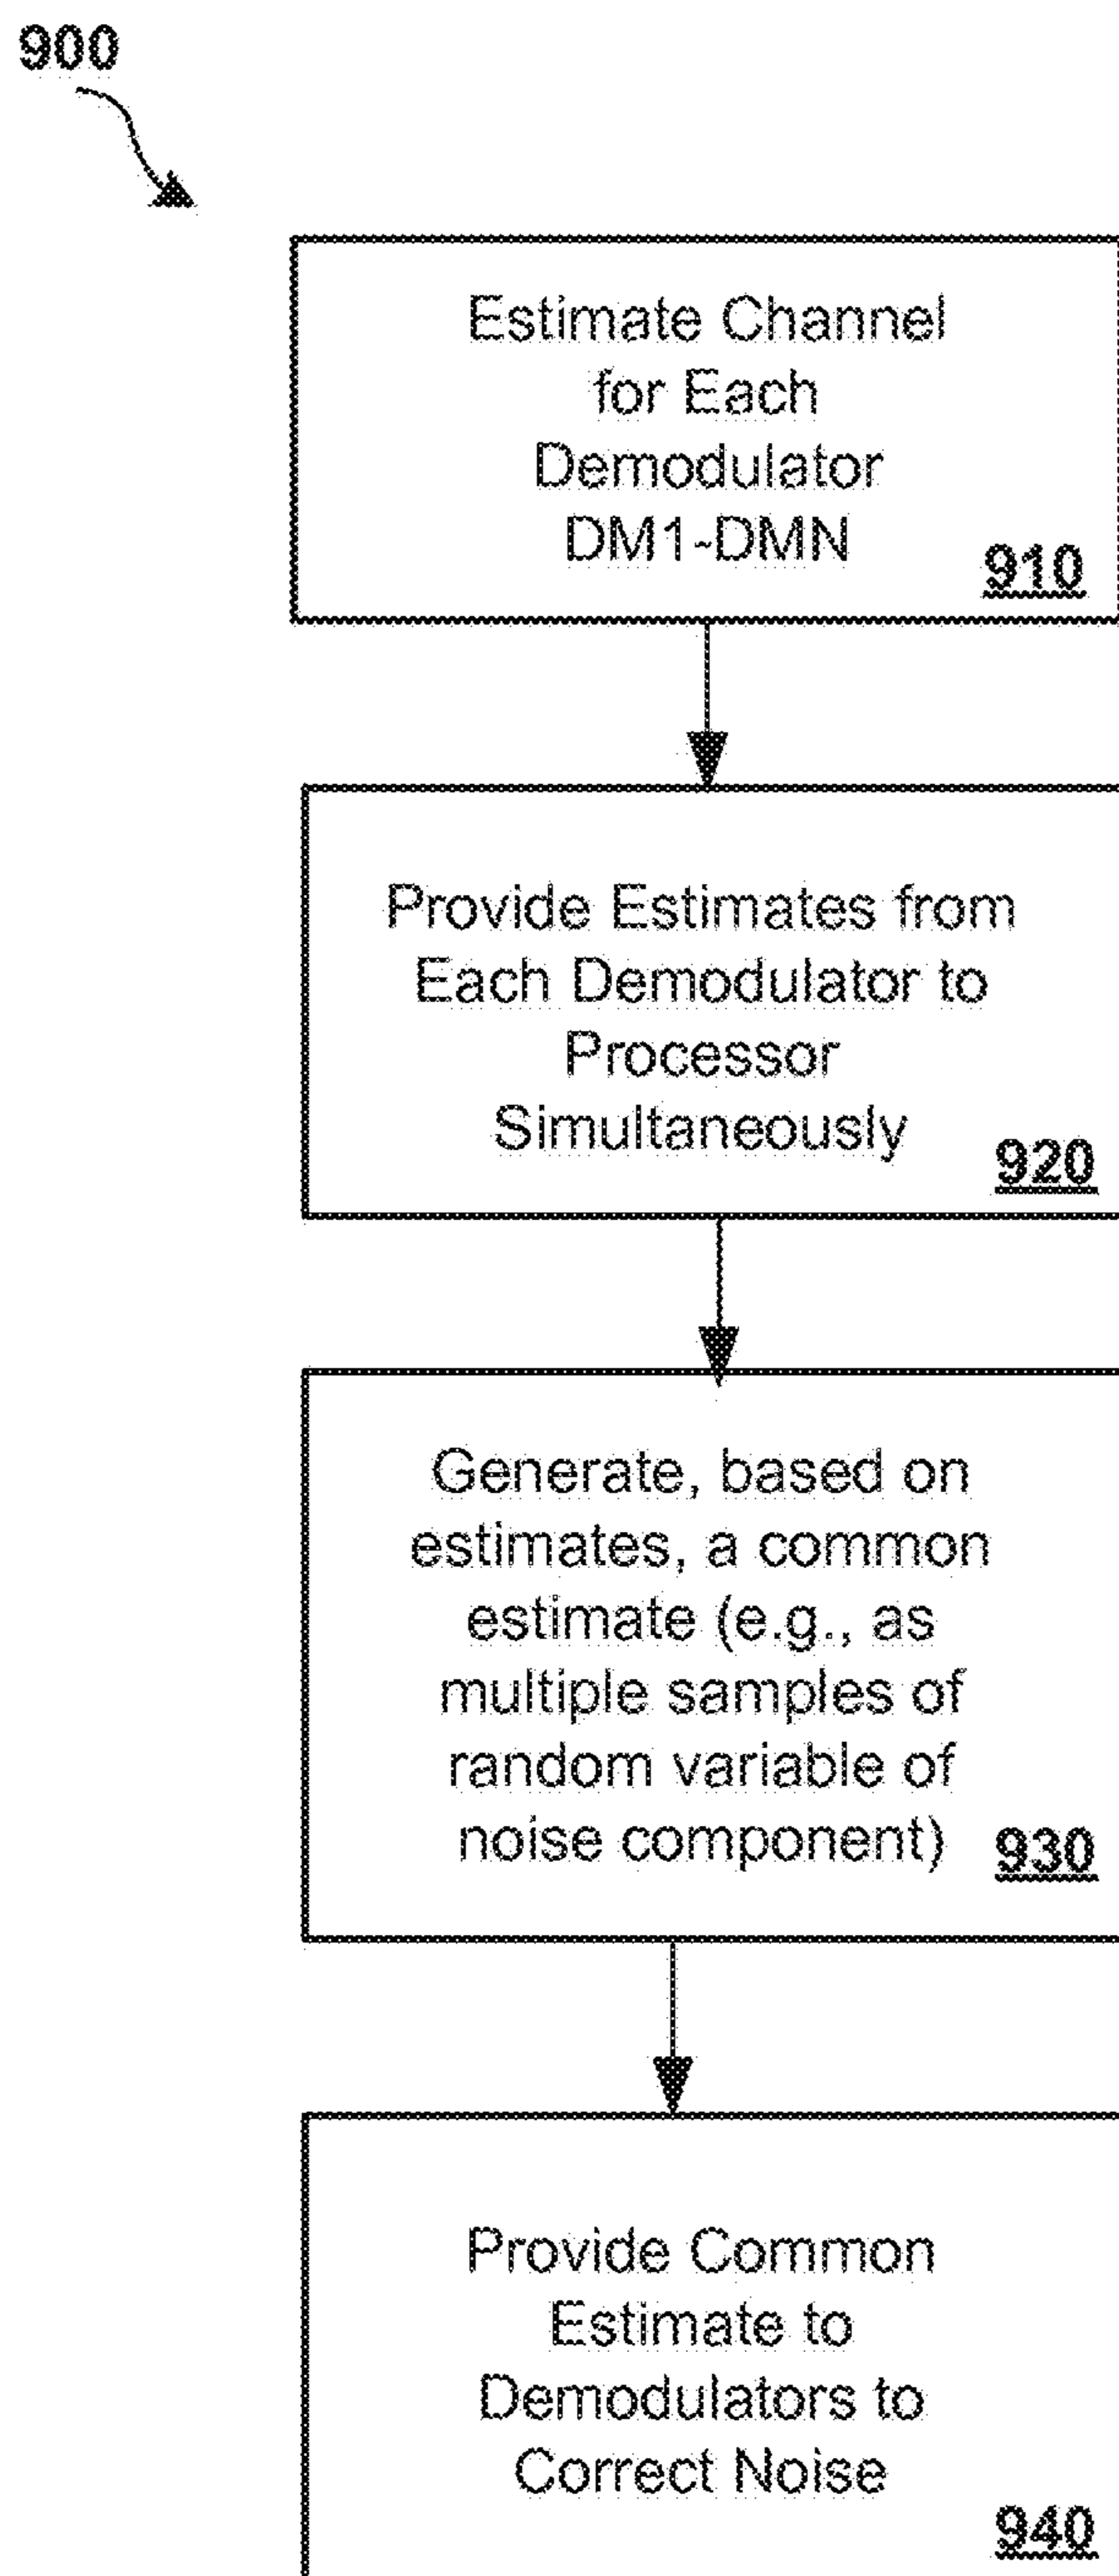 900
Estimate Channel
for Each
Demodulator
DM1-DMN
910
Provide Estimates from
Each Demodulator to
Processor
Simultaneously
920
Generate, based on
estimates, a common
estimate (e.g., as
multiple samples of
random variable of
noise component)
930
Provide Common
Estimate to
Demodulators to
Correct Noise
940